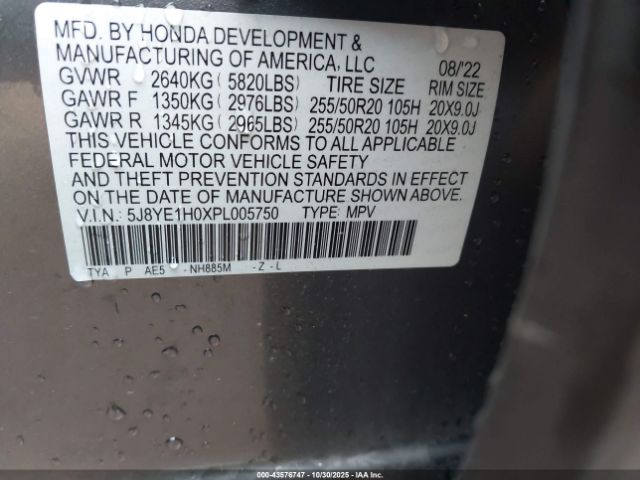 MFD. BY HONDA DEVELOPMENT &
MANUFACTURING OF AMERICA, LLC 08/'22
GVWR 2640KG ( 5820LBS) TIRE SIZE RIM SIZE
GAWR F 1350KG ( 2976LBS) 255/50R20 105H 20X9.0J
GAWR R 1345KG ( 2965LBS) 255/50R20 105H 20X9.0J
THIS VEHICLE CONFORMS TO ALL APPLICABLE
FEDERAL MOTOR VEHICLE SAFETY
AND THEFT PREVENTION STANDARDS IN EFFECT
ON THE DATE OF MANUFACTURE SHOWN ABOVE.
V.I.N.: 5J8YE1H0XPL005750 TYPE: MPV
TYA P AE5 -NH885M -Z-L
00-43576747 - 10/30/2025 - PROPERTY OF IAA, INC.